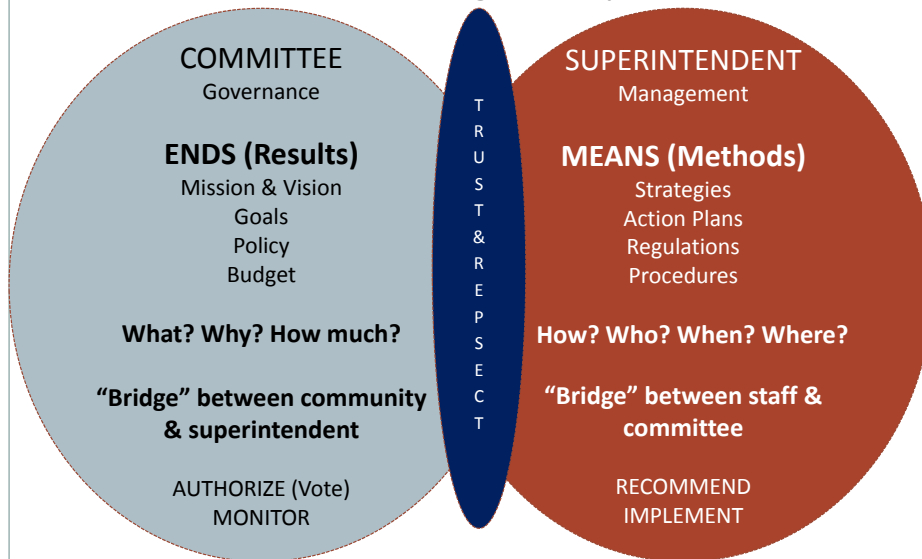 COMMITTEE
Governance
ENDS (Results)
Mission & Vision
Goals
Policy
Budget
What? Why? How much?
“Bridge” between community
& superintendent
AUTHORIZE (Vote)
MONITOR
T
R
U
S
T
&
R
E
P
S
E
C
T
SUPERINTENDENT
Management
MEANS (Methods)
Strategies
Action Plans
Regulations
Procedures
How? Who? When? Where?
“Bridge” between staff &
committee
RECOMMEND
IMPLEMENT